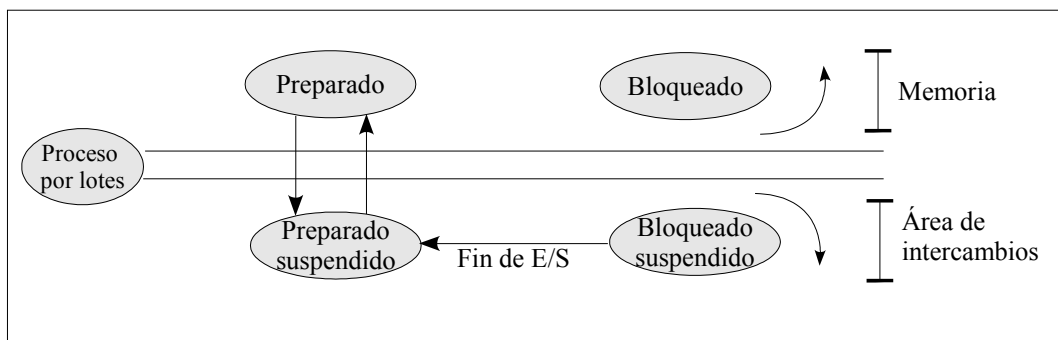 Preparado
Bloqueado
Memoria
Proceso
por lotes
Preparado
suspendido
Fin de E/S
Bloqueado
suspendido
Área de
intercambios